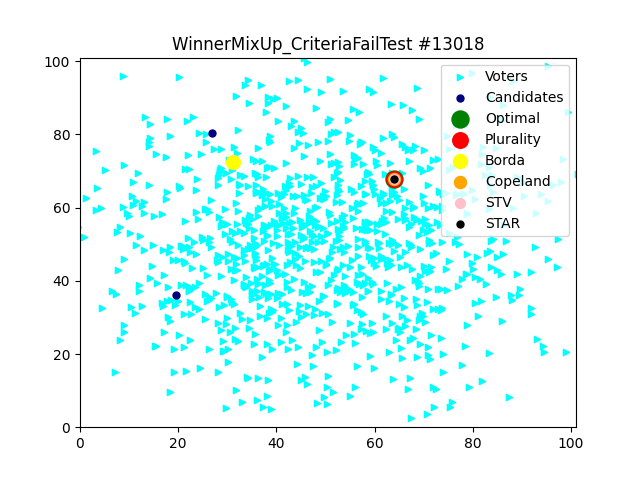 WinnerMixUp_CriteriaFailTest #13018
100
80
60
40
20
0
0
20
40
60
80
100
Voters
Candidates
Optimal
Plurality
Borda
Copeland
STV
STAR